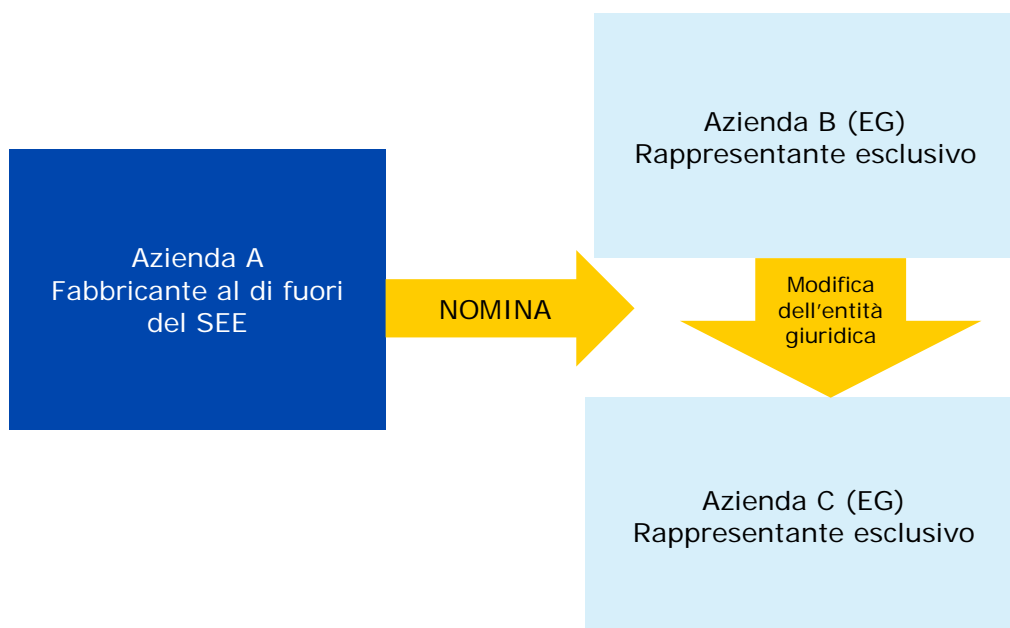 Azienda A
Fabbricante al di fuori
del SEE
NOMINA
Azienda B (EG)
Rappresentante esclusivo
Modifica
dell'entità
giuridica
Azienda C (EG)
Rappresentante esclusivo